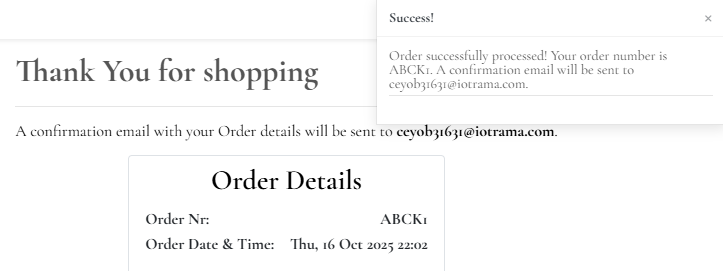 Success!
×
Order successfully processed! Your order number is
ABCK1. A confirmation email will be sent to
ceyob31631@iotrama.com.
Thank You for shopping
A confirmation email with your Order details will be sent to ceyob31631@iotrama.com.
Order Details
Order Nr: ABCK1
Order Date & Time: Thu, 16 Oct 2025 22:02